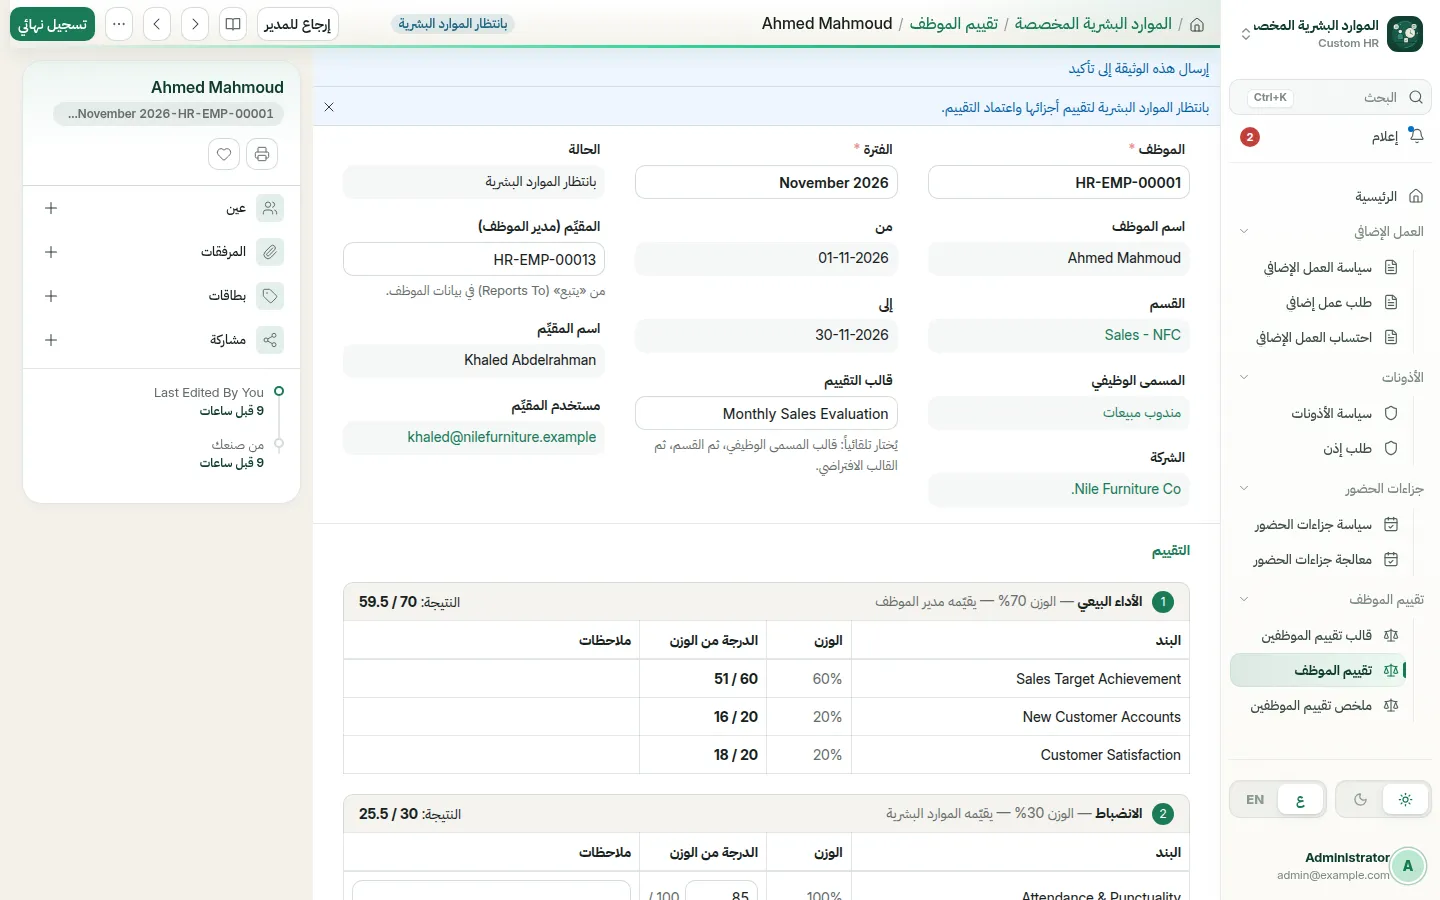 الموارد البشرية المخصص
Custom HR
البحث
Ctrl+K
إعلام
2
الرئيسية
العمل الإضافي
سياسة العمل الإضافي
طلب عمل إضافي
احتساب العمل الإضافي
الأذونات
سياسة الأذونات
طلب إذن
جزاءات الحضور
سياسة جزاءات الحضور
معالجة جزاءات الحضور
تقييم الموظف
قالب تقييم الموظفين
تقييم الموظف
ملخص تقييم الموظفين
ع
EN
Administrator
admin@example.com
A
الموارد البشرية المخصصة / تقييم الموظف / Ahmed Mahmoud
بانتظار الموارد البشرية
إرجاع للمدير
تسجيل نهائي
إرسال هذه الوثيقة إلى تأكيد
بانتظار الموارد البشرية لتقييم أجزائها واعتماد التقييم.
الموظف *
HR-EMP-00001
اسم الموظف
Ahmed Mahmoud
القسم
Sales - NFC
المسمى الوظيفي
مندوب مبيعات
الشركة
Nile Furniture Co.
الفترة *
November 2026
من
01-11-2026
إلى
30-11-2026
قالب التقييم
Monthly Sales Evaluation
يُختار تلقائياً: قالب المسمى الوظيفي، ثم القسم، ثم
القالب الافتراضي.
الحالة
بانتظار الموارد البشرية
المقيِّم (مدير الموظف)
HR-EMP-00013
من «يتبع» (Reports To) في بيانات الموظف.
اسم المقيِّم
Khaled Abdelrahman
مستخدم المقيِّم
khaled@nilefurniture.example
التقييم
1 الأداء البيعي — الوزن 70% — يقيّمه مدير الموظف
النتيجة: 59.5 / 70
البند الوزن الدرجة من الوزن ملاحظات
Sales Target Achievement 60% 51 / 60
New Customer Accounts 20% 16 / 20
Customer Satisfaction 20% 18 / 20
2 الانضباط — الوزن 30% — يقيّمه الموارد البشرية
النتيجة: 25.5 / 30
البند الوزن الدرجة من الوزن ملاحظات
Attendance & Punctuality 100% 85 / 100
Ahmed Mahmoud
...November 2026-HR-EMP-00001
عين
المرفقات
بطاقات
مشاركة
Last Edited By You
9 قبل ساعات
من صنعك
9 قبل ساعات